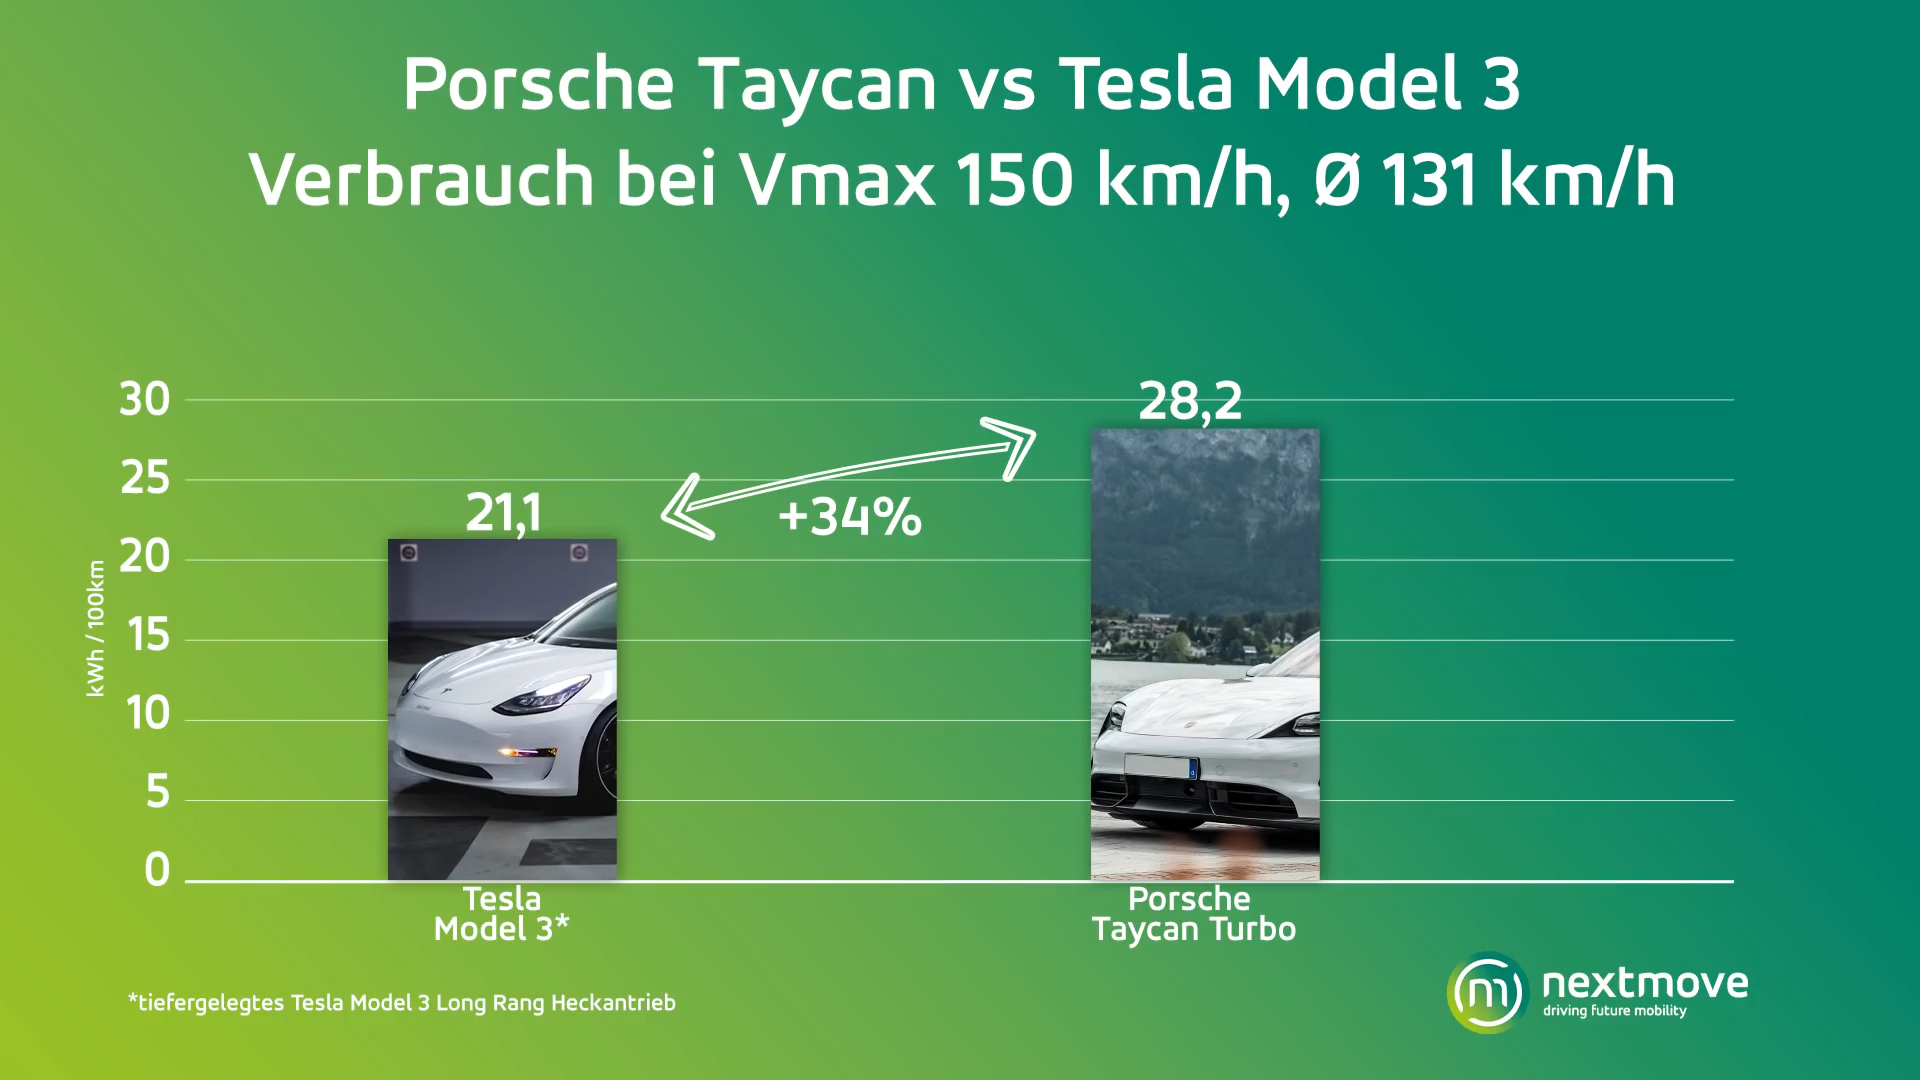 Porsche Taycan vs Tesla Model 3
Verbrauch bei Vmax 150 km/h, Ø 131 km/h
30
25
20
15
10
5
0
kWh / 100km
21,1
+34%
28,2
Tesla
Model 3*
Porsche
Taycan Turbo
*tiefergelegtes Tesla Model 3 Long Rang Heckantrieb
nextmove
driving future mobility